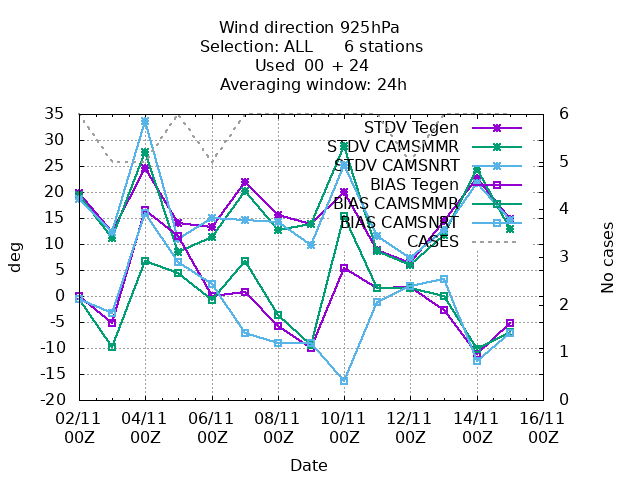 Wind direction 925hPa
Selection: ALL 6 stations
Used 00 + 24
Averaging window: 24h
35
30
25
20
15
10
5
0
-5
-10
-15
-20
deg
6
5
4
3
2
1
0
No cases
STDV Tegen
STDV CAMSMMR
STDV CAMSNRT
BIAS Tegen
BIAS CAMSMMR
BIAS CAMSNRT
CASES
02/11 04/11 06/11 08/11 10/11 12/11 14/11 16/11
00Z 00Z 00Z 00Z 00Z 00Z 00Z 00Z
Date